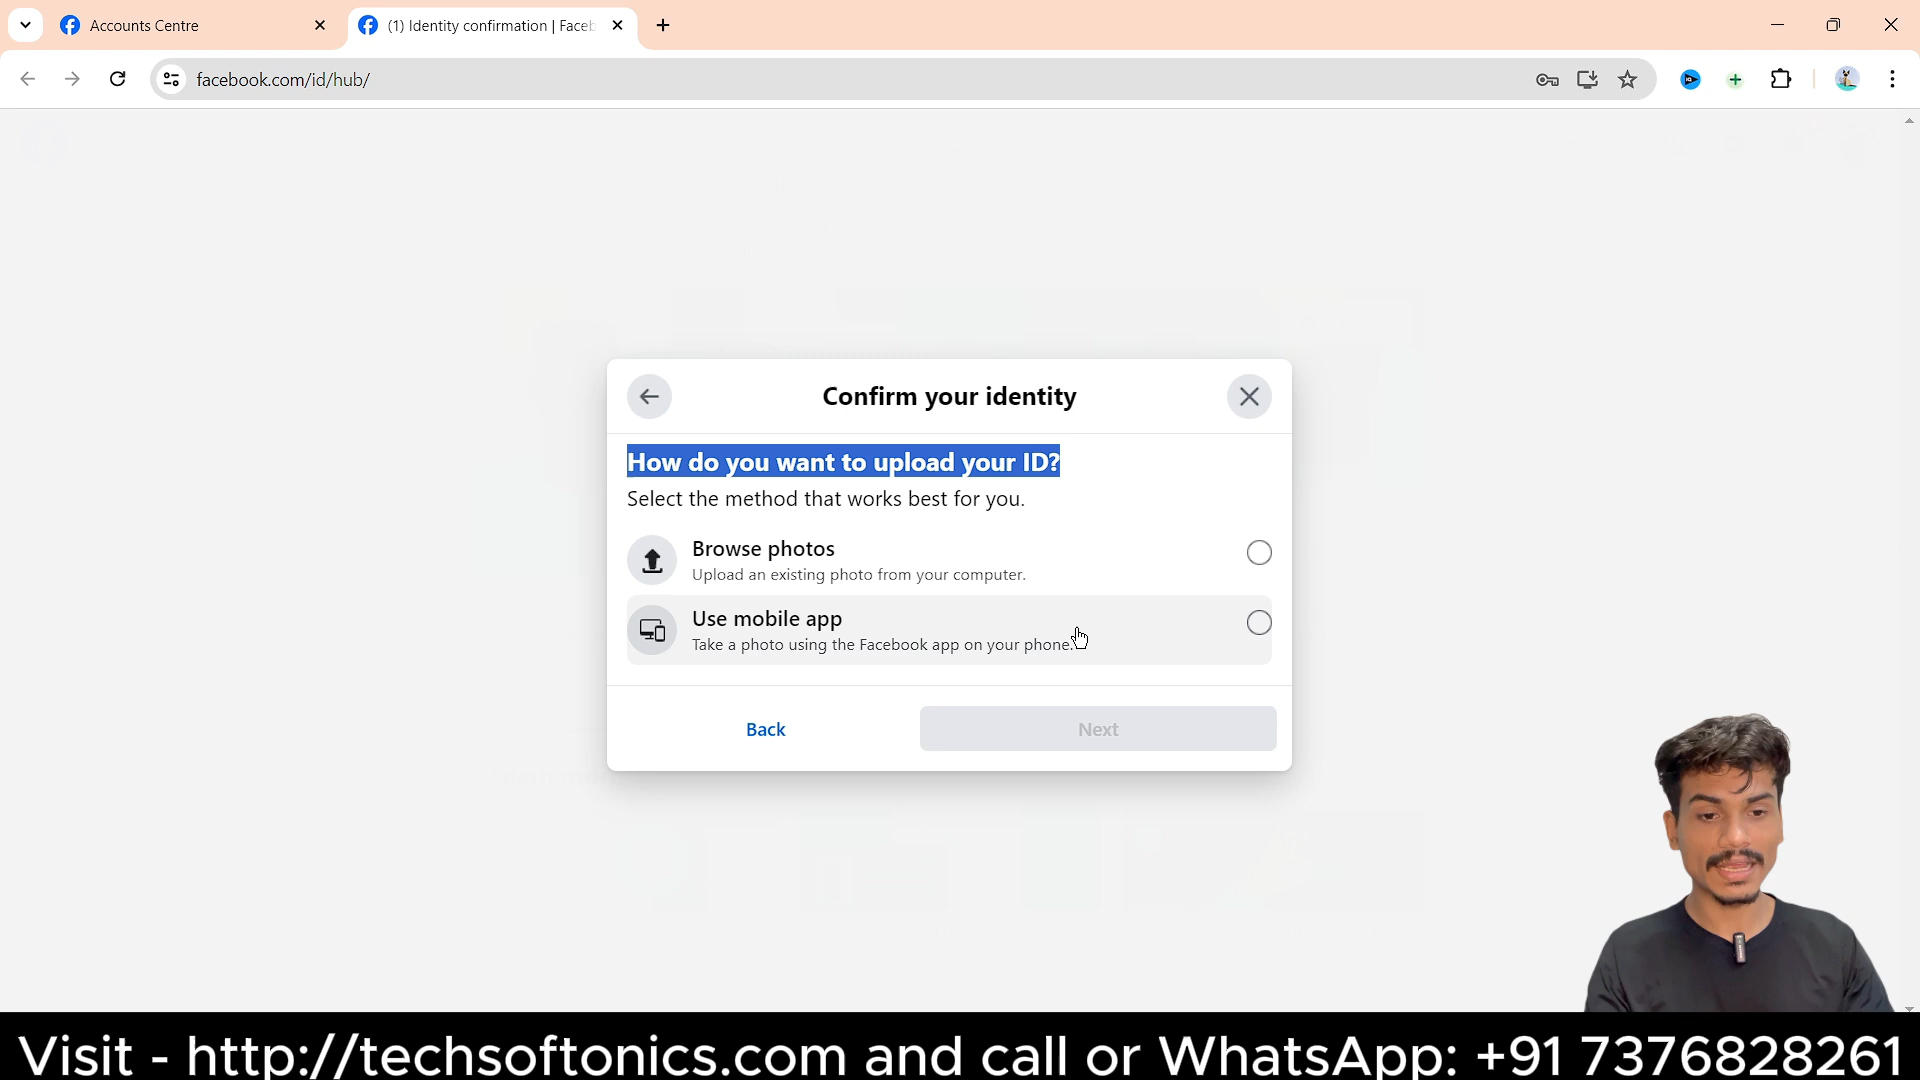 Accounts Centre
(1) Identity confirmation | Faceb
facebook.com/id/hub/
Confirm your identity
How do you want to upload your ID?
Select the method that works best for you.
Browse photos
Upload an existing photo from your computer.
Use mobile app
Take a photo using the Facebook app on your phone.
Back
Next
Visit - http://techsoftonics.com and call or WhatsApp: +91 7376828261